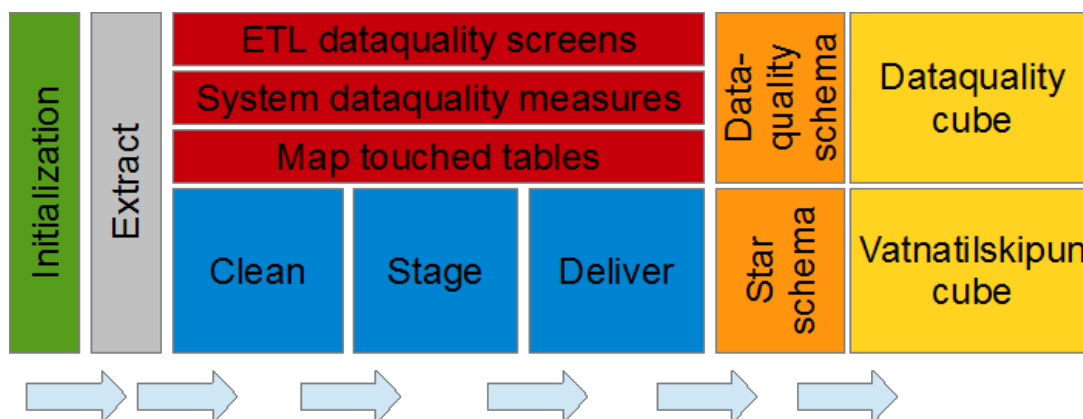 Initialization
Extract
ETL dataquality screens
System dataquality measures
Map touched tables
Clean
Stage
Deliver
Data-
quality
schema
Star
schema
Dataquality
cube
Vatnatilskipun
cube